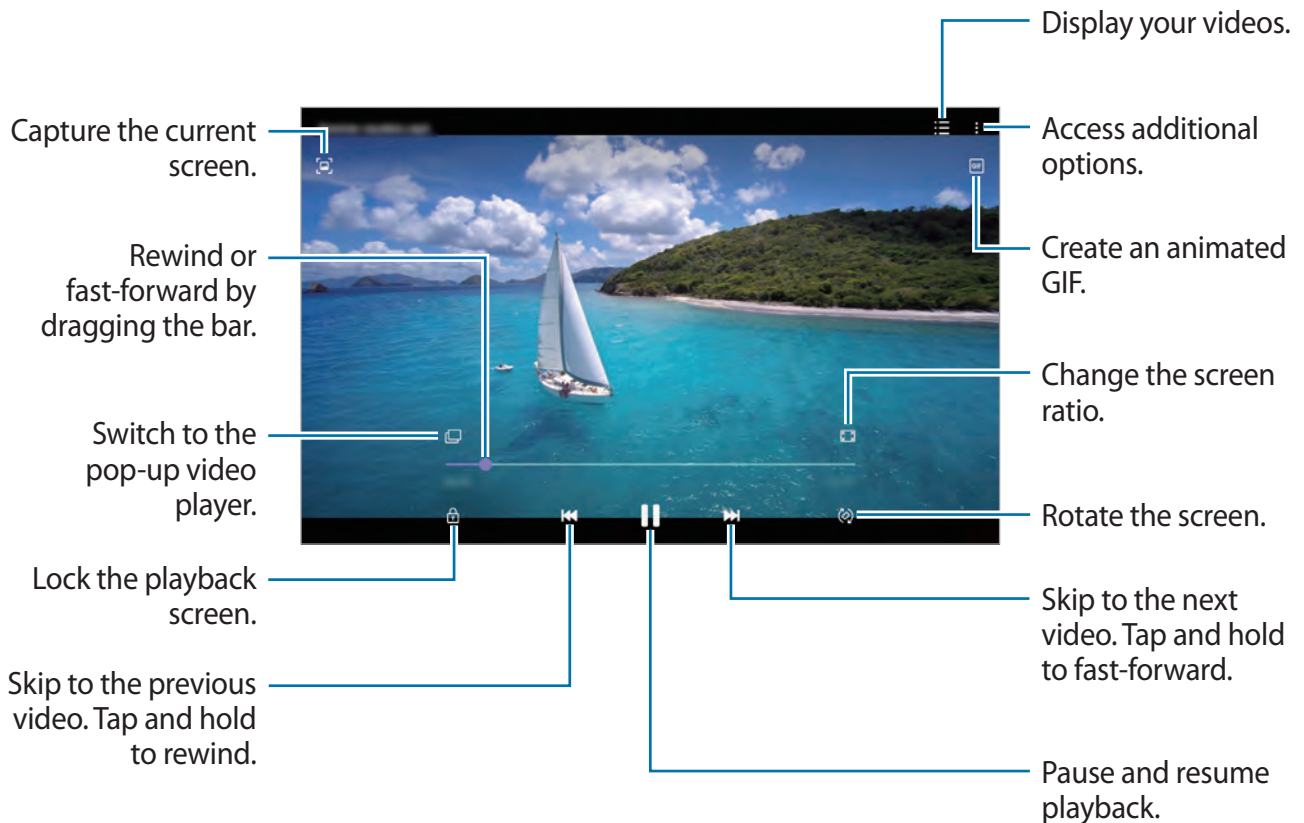 Display your videos.
Capture the current
screen.
Access additional
options.
GIF
Rewind or
fast-forward by
dragging the bar.
Create an animated
GIF.
Change the screen
ratio.
Switch to the
pop-up video
player.
Rotate the screen.
Lock the playback
screen.
Skip to the next
video. Tap and hold
to fast-forward.
Skip to the previous
video. Tap and hold
to rewind.
Pause and resume
playback.